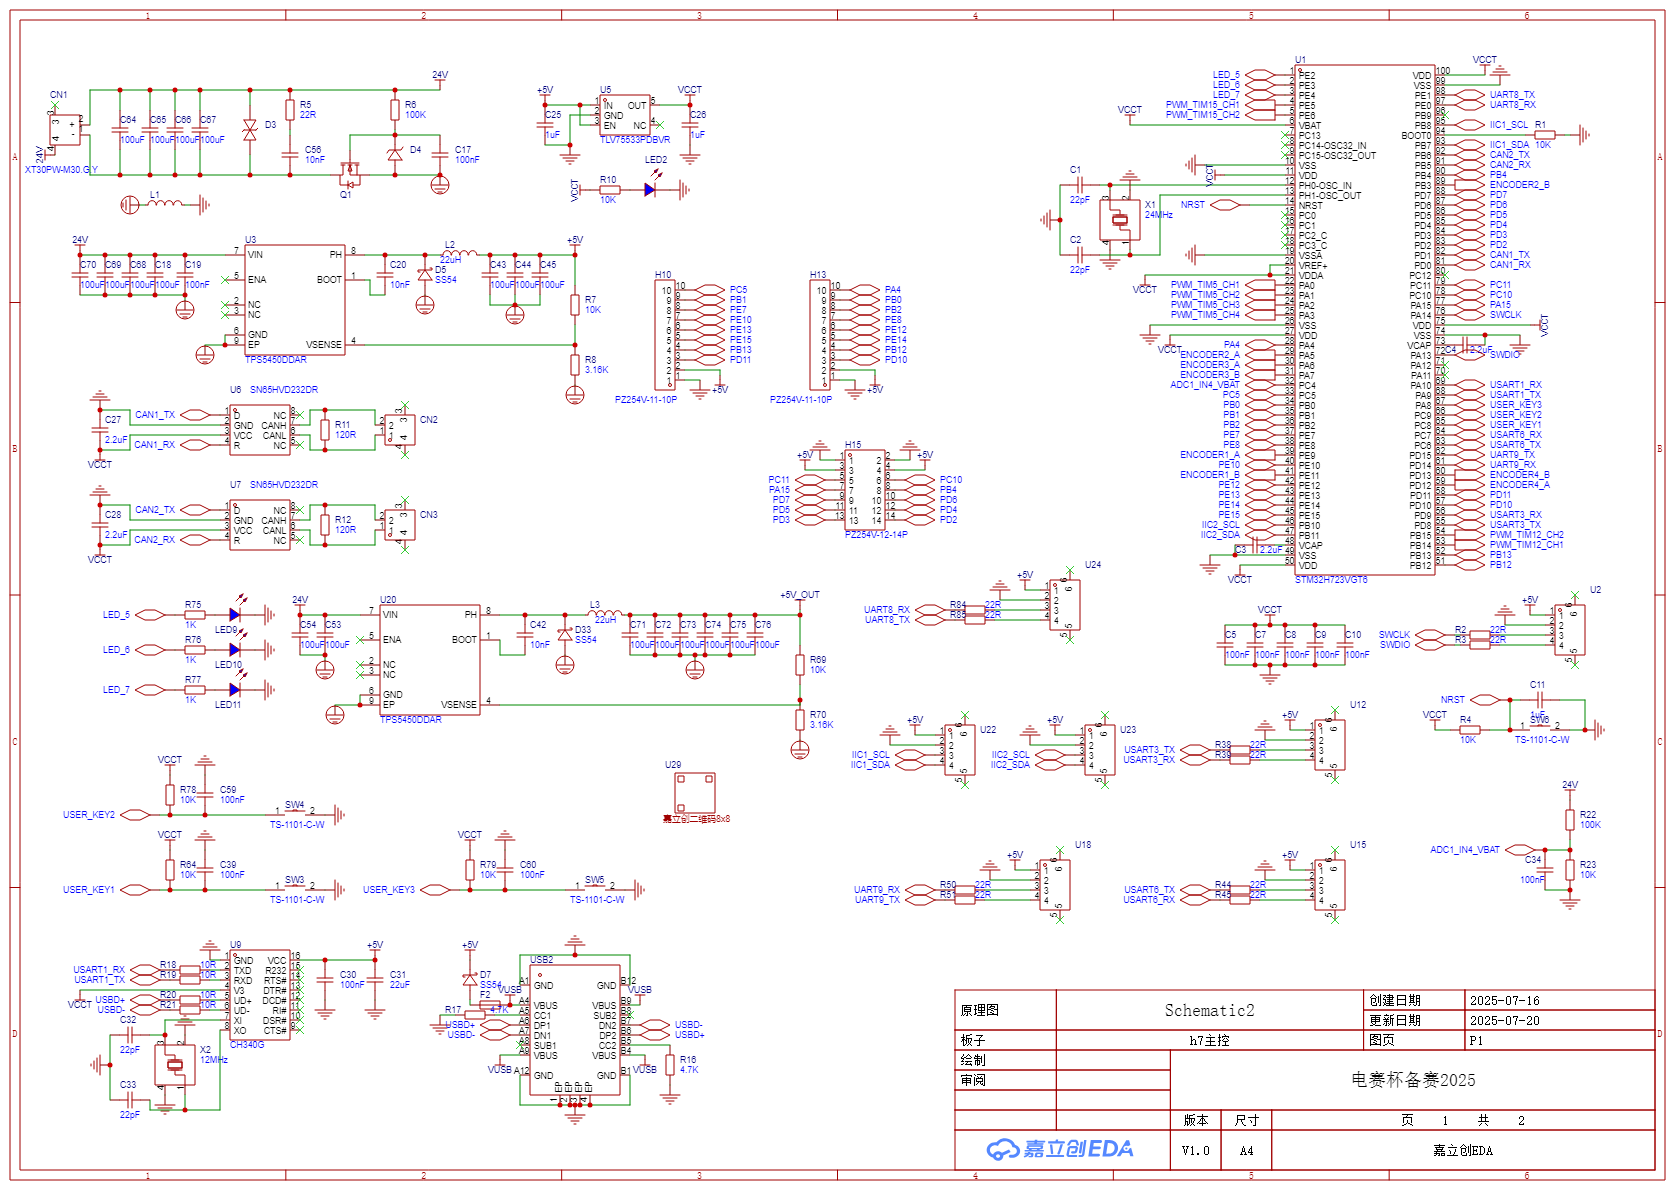 CN1
XT30PW-M30.G.Y
24V
C64
100uF
C65
100uF
C66
100uF
C67
100uF
D3
R5
22R
C56
10nF
Q1
R6
100K
D4
C17
100nF
24V
L1
U5
TLV75533PDBVR
IN
GND
EN
OUT
NC
+5V
VCCT
C25
1uF
C26
1uF
LED2
R10
10K
VCCT
U3
TPS5450DDAR
VIN
ENA
NC
NC
GND
EP
PH
BOOT
VSENSE
24V
C70
100uF
C69
100uF
C68
100uF
C18
100uF
C19
100nF
C20
10nF
L2
22uH
D5
SS54
C43
100uF
C44
100uF
C45
100uF
+5V
R7
10K
R8
3.16K
U6 SN65HVD232DR
CAN1_TX
CAN1_RX
D
GND
VCC
R
NC
CANH
CANL
NC
C27
2.2uF
VCCT
R11
120R
CN2
U7 SN65HVD232DR
CAN2_TX
CAN2_RX
D
GND
VCC
R
NC
CANH
CANL
NC
C28
2.2uF
VCCT
R12
120R
CN3
LED_5
R75
1K
LED9
LED_6
R76
1K
LED10
LED_7
R77
1K
LED11
U20
TPS5450DDAR
VIN
ENA
NC
NC
GND
EP
PH
BOOT
VSENSE
24V
C54
100uF
C53
100uF
C42
10nF
L3
22uH
D33
SS54
C71
100uF
C72
100uF
C73
100uF
C74
100uF
C75
100uF
C76
100uF
+5V_OUT
R69
10K
R70
3.16K
H10
PC5
PB1
PE7
PE10
PE13
PE15
PB13
PD11
+5V
PZ254V-11-10P
H13
PA4
PB0
PB2
PE8
PE12
PE14
PB12
PD10
+5V
PZ254V-11-10P
H15
+5V
+5V
PC11
PA15
PD7
PD5
PD3
PC10
PB4
PD6
PD4
PD2
PZ254V-12-14P
VCCT
USER_KEY2
R78
10K
C59
100nF
SW4
TS-1101-C-W
VCCT
USER_KEY1
R64
10K
C39
100nF
SW3
TS-1101-C-W
VCCT
USER_KEY3
R79
10K
C60
100nF
SW5
TS-1101-C-W
U29
嘉立创二维码8x8
U9
CH340G
GND
TXD
RXD
V3
UD+
UD-
XI
XO
VCC
R232
RTS#
DTR#
DCD#
RI#
DSR#
CTS#
USART1_RX
USART1_TX
R18 10R
R19 10R
R20 10R
R21 10R
VCCT
USBD+
USBD-
C32
22pF
C33
22pF
X2
12MHz
C30
100nF
C31
22uF
+5V
USB2
+5V
D7
SS54
F2
VUSB
R17
4.7K
USBD+
USBD-
VUSB
GND
VBUS
CC1
DP1
DN1
SUB1
VBUS
GND
GND
VBUS
SUB2
DN2
DP2
CC2
VBUS
GND
EP
EP
EP
EP
VUSB
USBD-
USBD+
VUSB
R16
4.7K
U1
STM32H723VGT6
LED_5
LED_6
LED_7
PWM_TIM15_CH1
PWM_TIM15_CH2
VCCT
NRST
PWM_TIM5_CH1
PWM_TIM5_CH2
PWM_TIM5_CH3
PWM_TIM5_CH4
PA4
ENCODER2_A
ENCODER3_A
ENCODER3_B
ADC1_IN4_VBAT
PC5
PB0
PB1
PB2
PE7
PE8
ENCODER1_A
PE10
ENCODER1_B
PE12
PE13
PE14
PE15
IIC2_SCL
IIC2_SDA
C3
2.2uF
VCCT
PE2
PE3
PE4
PE5
PE6
VBAT
PC13
PC14-OSC32_IN
PC15-OSC32_OUT
VSS
VDD
PH0-OSC_IN
PH1-OSC_OUT
NRST
PC0
PC1
PC2_C
PC3_C
VSSA
VREF+
VDDA
PA0
PA1
PA2
PA3
VSS
VDD
PA4
PA5
PA6
PA7
PC4
PC5
PB0
PB1
PB2
PE7
PE8
PE9
PE10
PE11
PE12
PE13
PE14
PE15
PB10
PB11
VCAP
VSS
VDD
VDD
VSS
PE1
PE0
PB9
PB8
BOOT0
PB7
PB6
PB5
PB4
PB3
PD7
PD6
PD5
PD4
PD3
PD2
PD1
PD0
PC12
PC11
PC10
PA15
PA14
VDD
VSS
VCAP
PA13
PA12
PA11
PA10
PA9
PA8
PC9
PC8
PC7
PC6
PD15
PD14
PD13
PD12
PD11
PD10
PD9
PD8
PB15
PB14
PB13
PB12
VCCT
UART8_TX
UART8_RX
IIC1_SCL
R1
10K
IIC1_SDA
CAN2_TX
CAN2_RX
PB4
ENCODER2_B
PD7
PD6
PD5
PD4
PD3
PD2
CAN1_TX
CAN1_RX
PC11
PC10
PA15
SWCLK
VCCT
C4
2.2uF
SWDIO
USART1_RX
USART1_TX
USER_KEY3
USER_KEY2
USER_KEY1
USART6_RX
USART6_TX
UART9_TX
UART9_RX
ENCODER4_B
ENCODER4_A
PD11
PD10
USART3_RX
USART3_TX
PWM_TIM12_CH2
PWM_TIM12_CH1
PB13
PB12
C1
22pF
C2
22pF
X1
24MHz
VCCT
VCCT
VCCT
U24
+5V
UART8_RX
UART8_TX
R84 22R
22R
VCCT
C5
100nF
C7
100nF
C8
100nF
C9
100nF
C10
100nF
U2
+5V
SWCLK
SWDIO
R2 22R
R3 22R
NRST
VCCT
R4
10K
C11
1uF
SW6
TS-1101-C-W
U22
+5V
IIC1_SCL
IIC1_SDA
U23
+5V
IIC2_SCL
IIC2_SDA
U12
+5V
USART3_TX
USART3_RX
R38 22R
R39 22R
U18
+5V
UART9_RX
UART9_TX
R50 22R
R51 22R
U15
+5V
USART6_TX
USART6_RX
R44 22R
22R
24V
R22
100K
ADC1_IN4_VBAT
C34
100nF
R23
10K
原理图
Schematic2
创建日期
2025-07-16
更新日期
2025-07-20
板子
h7主控
图页
P1
绘制
审阅
电赛杯备赛2025
版本
尺寸
页 1 共 2
V1.0
A4
嘉立创EDA
嘉立创EDA